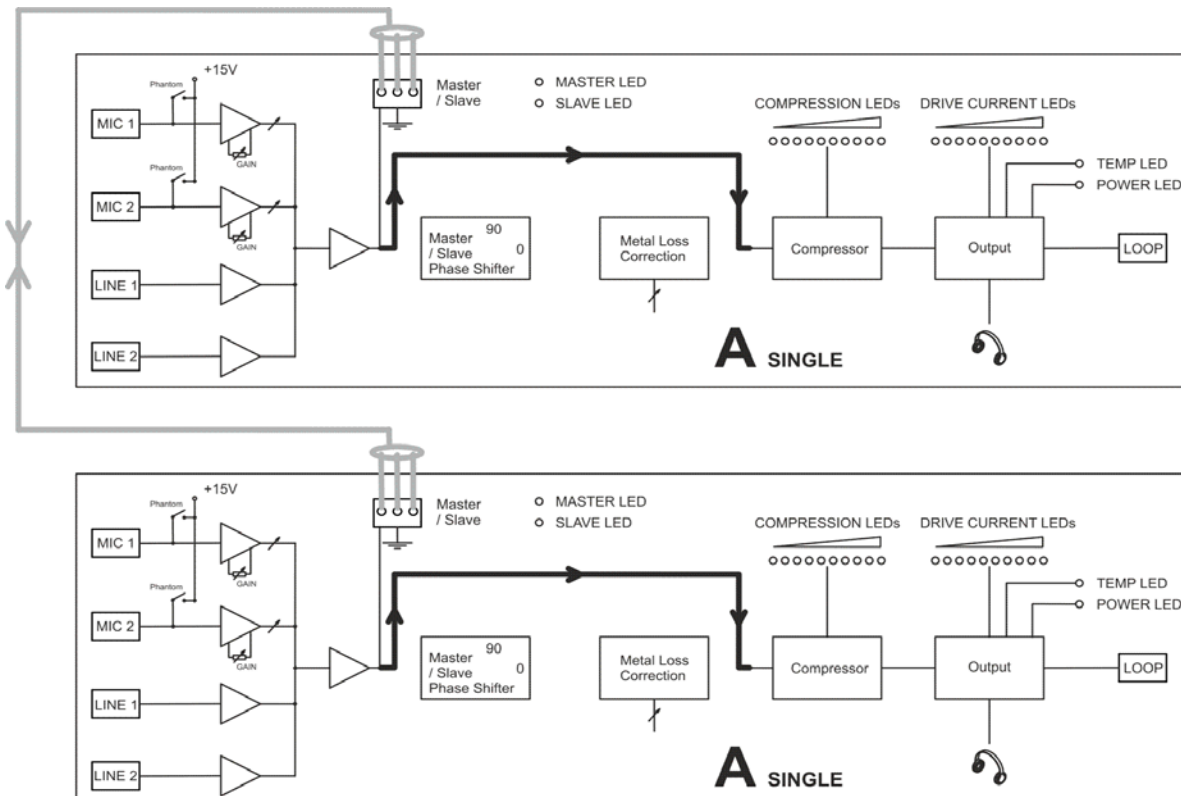 +15V
Phantom
MIC 1
GAIN
Phantom
MIC 2
GAIN
LINE 1
LINE 2
Master
/ Slave
MASTER LED
SLAVE LED
90
Master
0
/ Slave
Phase Shifter
Metal Loss
Correction
COMPRESSION LEDs
Compressor
DRIVE CURRENT LEDs
TEMP LED
POWER LED
Output
LOOP
A SINGLE
+15V
Phantom
MIC 1
GAIN
Phantom
MIC 2
GAIN
LINE 1
LINE 2
Master
/ Slave
MASTER LED
SLAVE LED
90
Master
0
/ Slave
Phase Shifter
Metal Loss
Correction
COMPRESSION LEDs
Compressor
DRIVE CURRENT LEDs
TEMP LED
POWER LED
Output
LOOP
A SINGLE